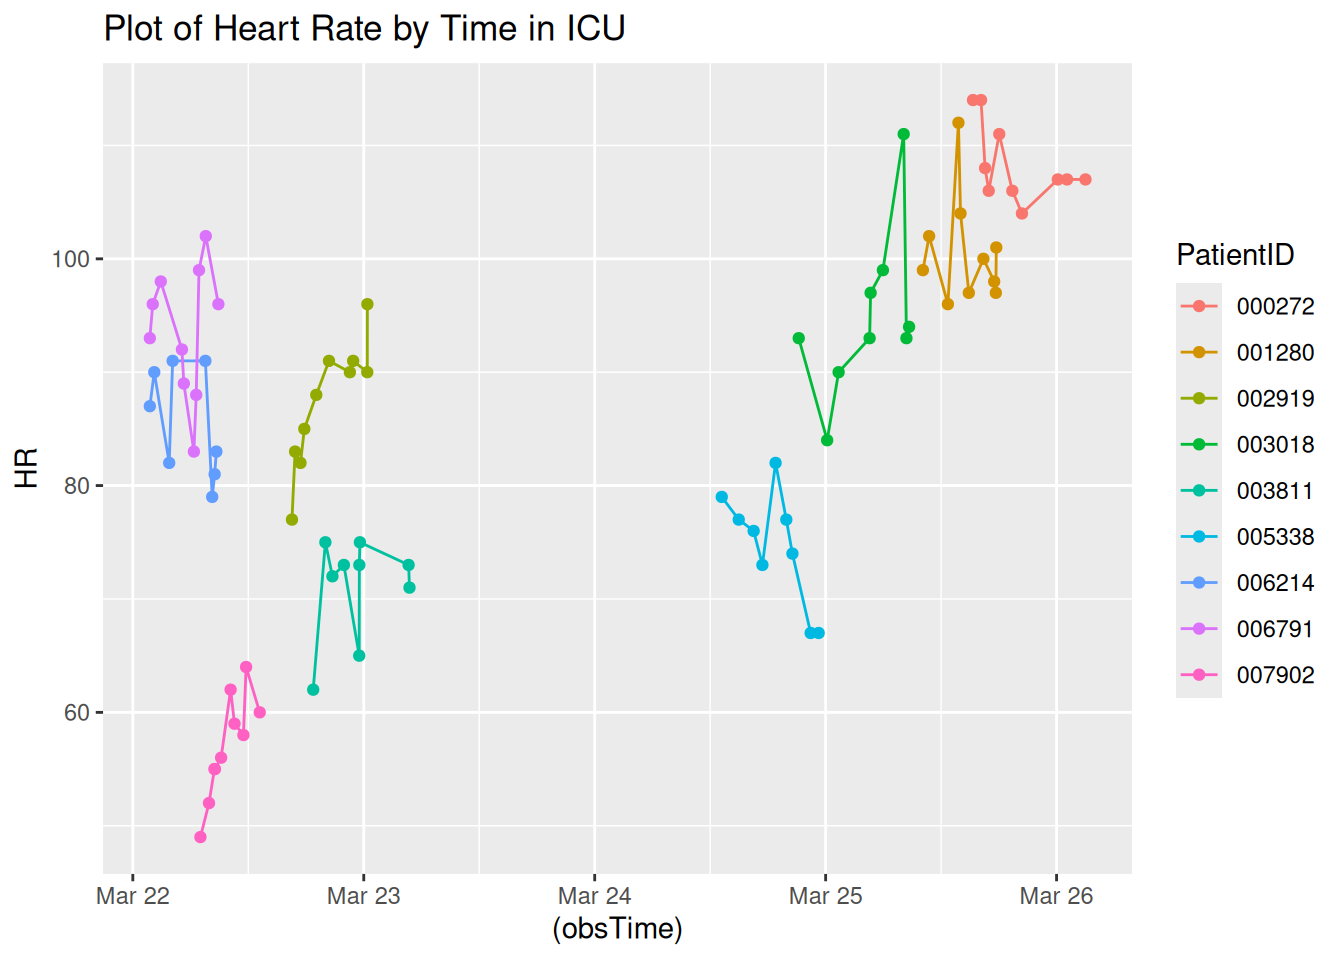 Plot of Heart Rate by Time in ICU
HR
100
80
60
Mar 22
Mar 23
Mar 24
Mar 25
Mar 26
(obsTime)
PatientID
000272
001280
002919
003018
003811
005338
006214
006791
007902